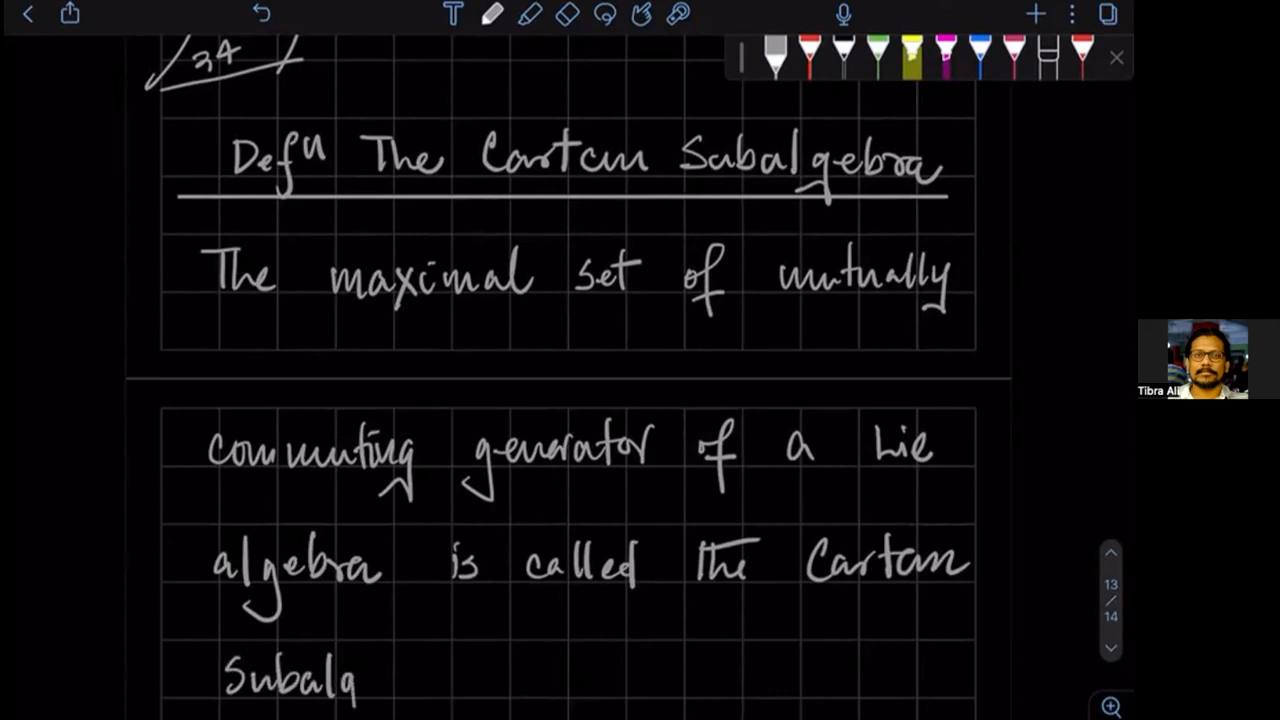 34
Defn The Cartan Subalgebra
The maximal set of mutually
commuting generator of a Lie
algebra is called the Cartan
Subalg
13
/
14
Tibra Ali